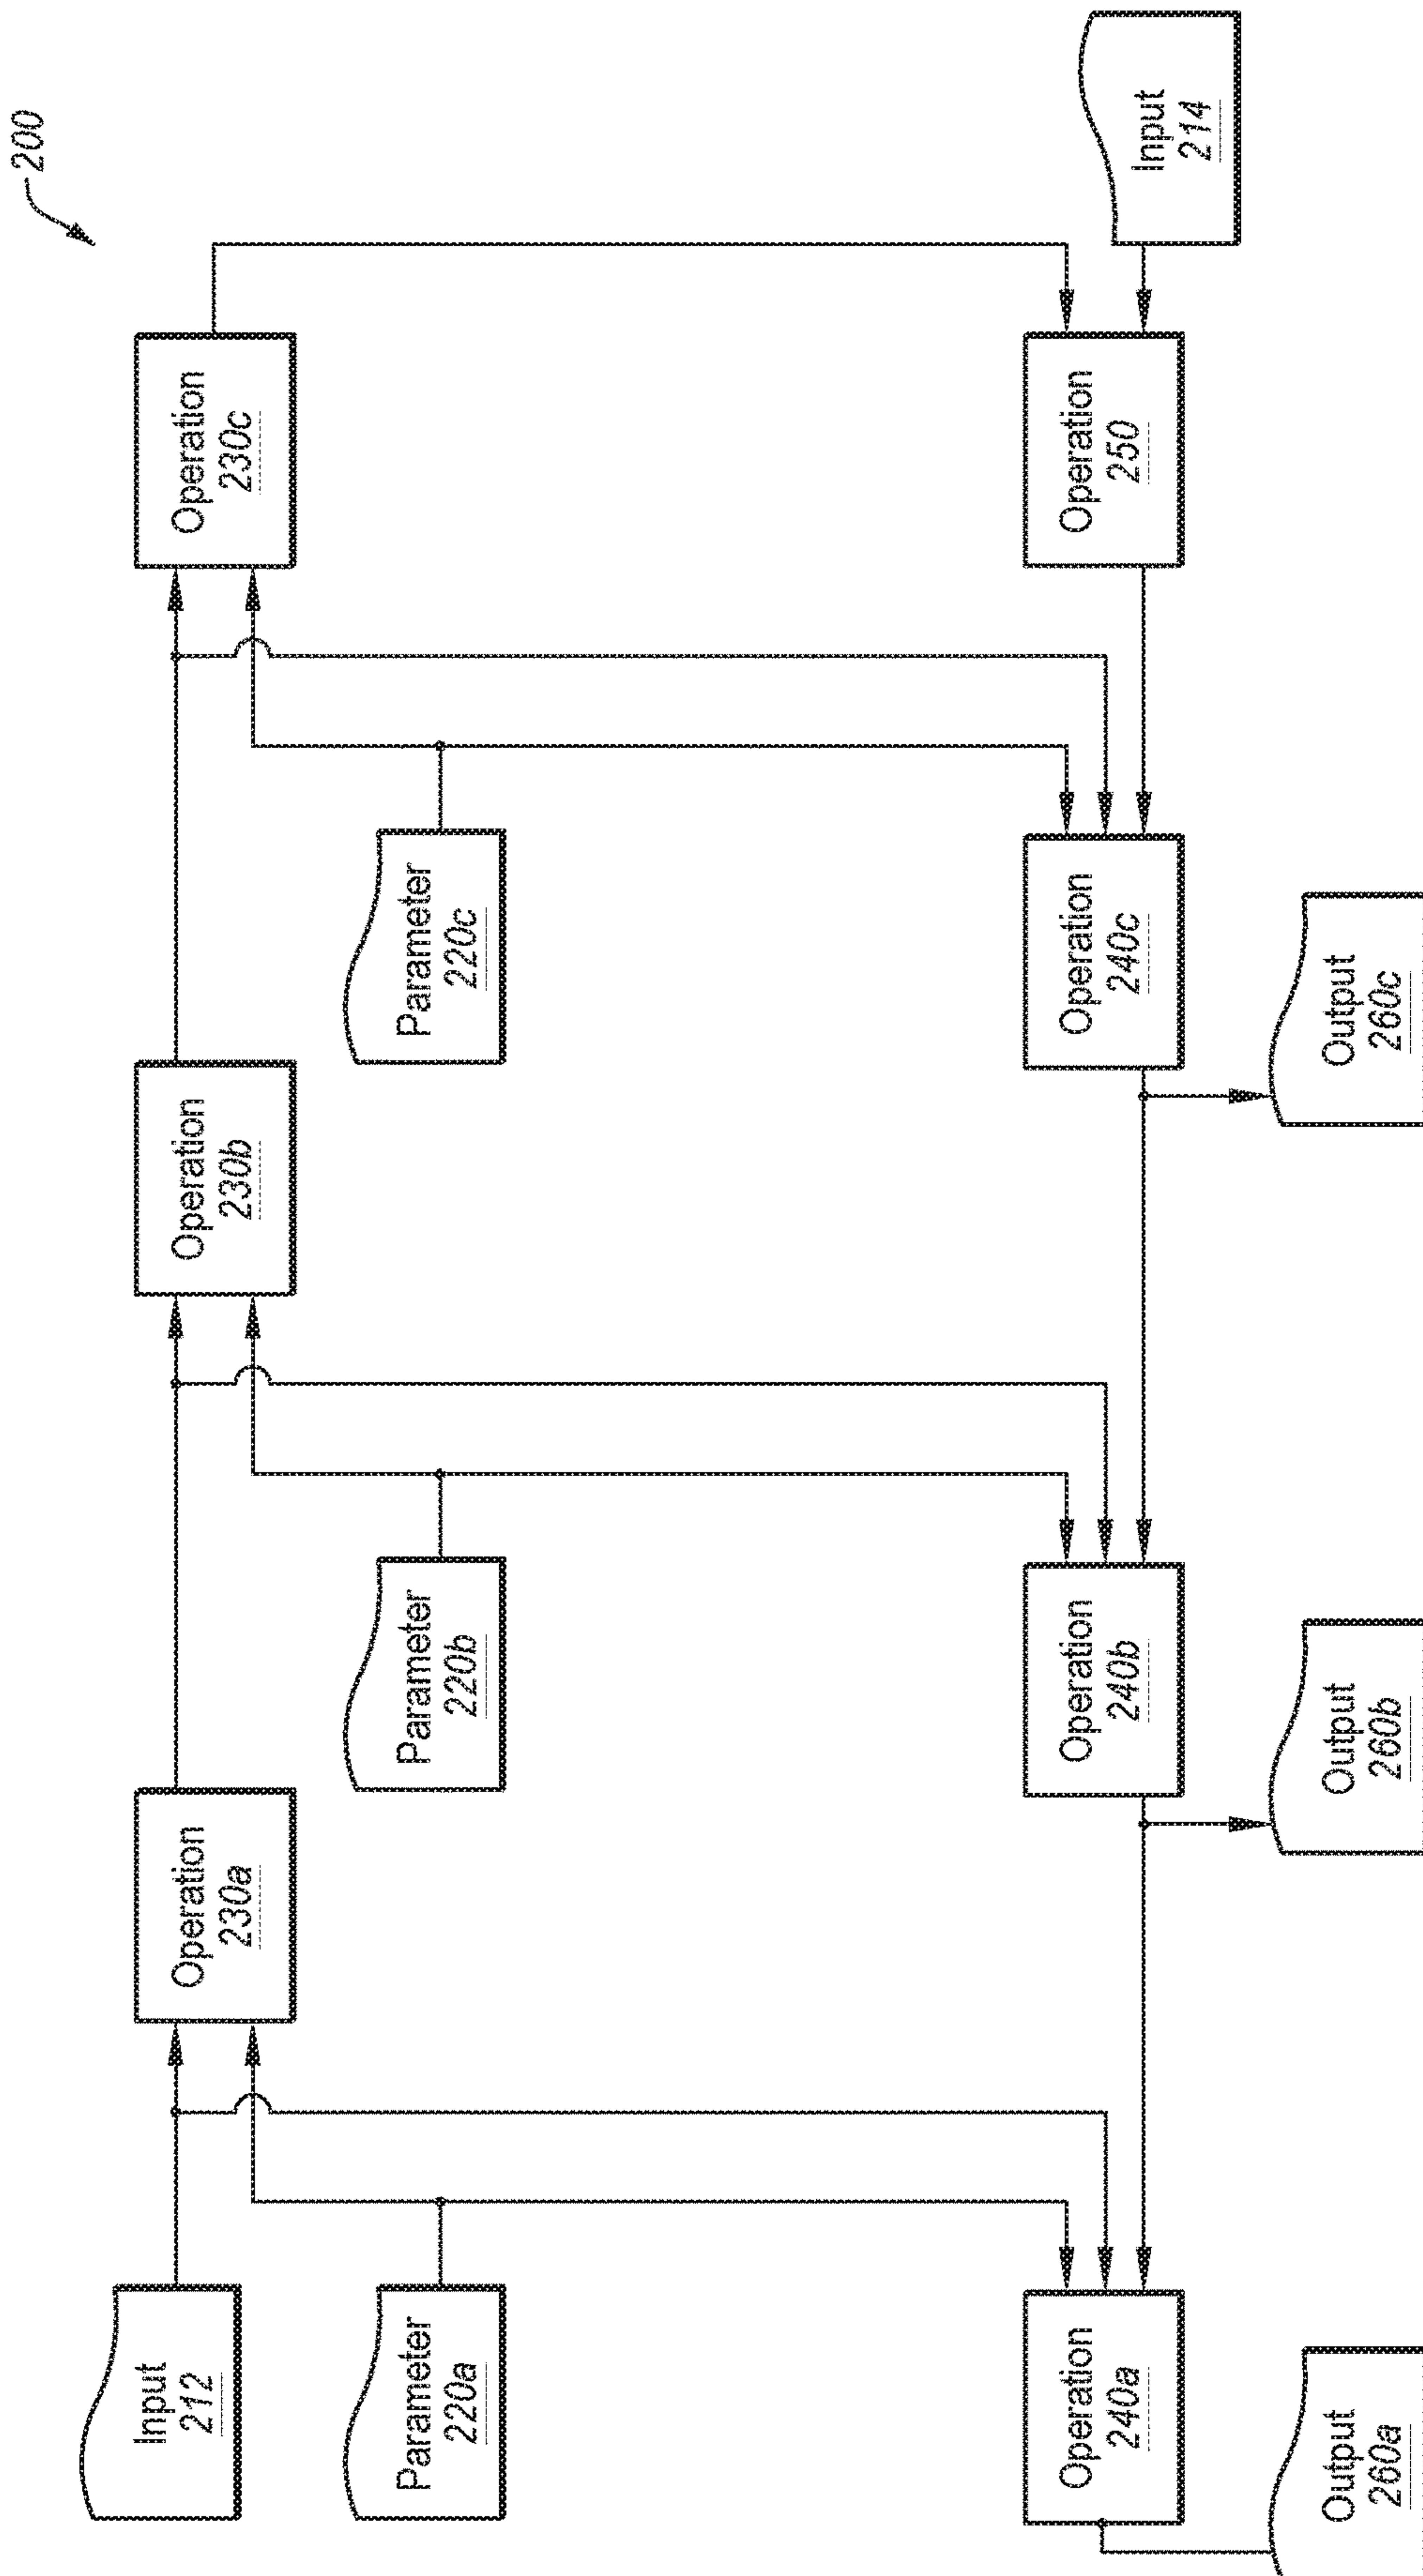 200
Input
212
Operation
230a
Operation
230b
Operation
230c
Parameter
220a
Parameter
220b
Parameter
220c
Operation
240a
Operation
240b
Operation
240c
Operation
250
Input
214
Output
260a
Output
260b
Output
260c